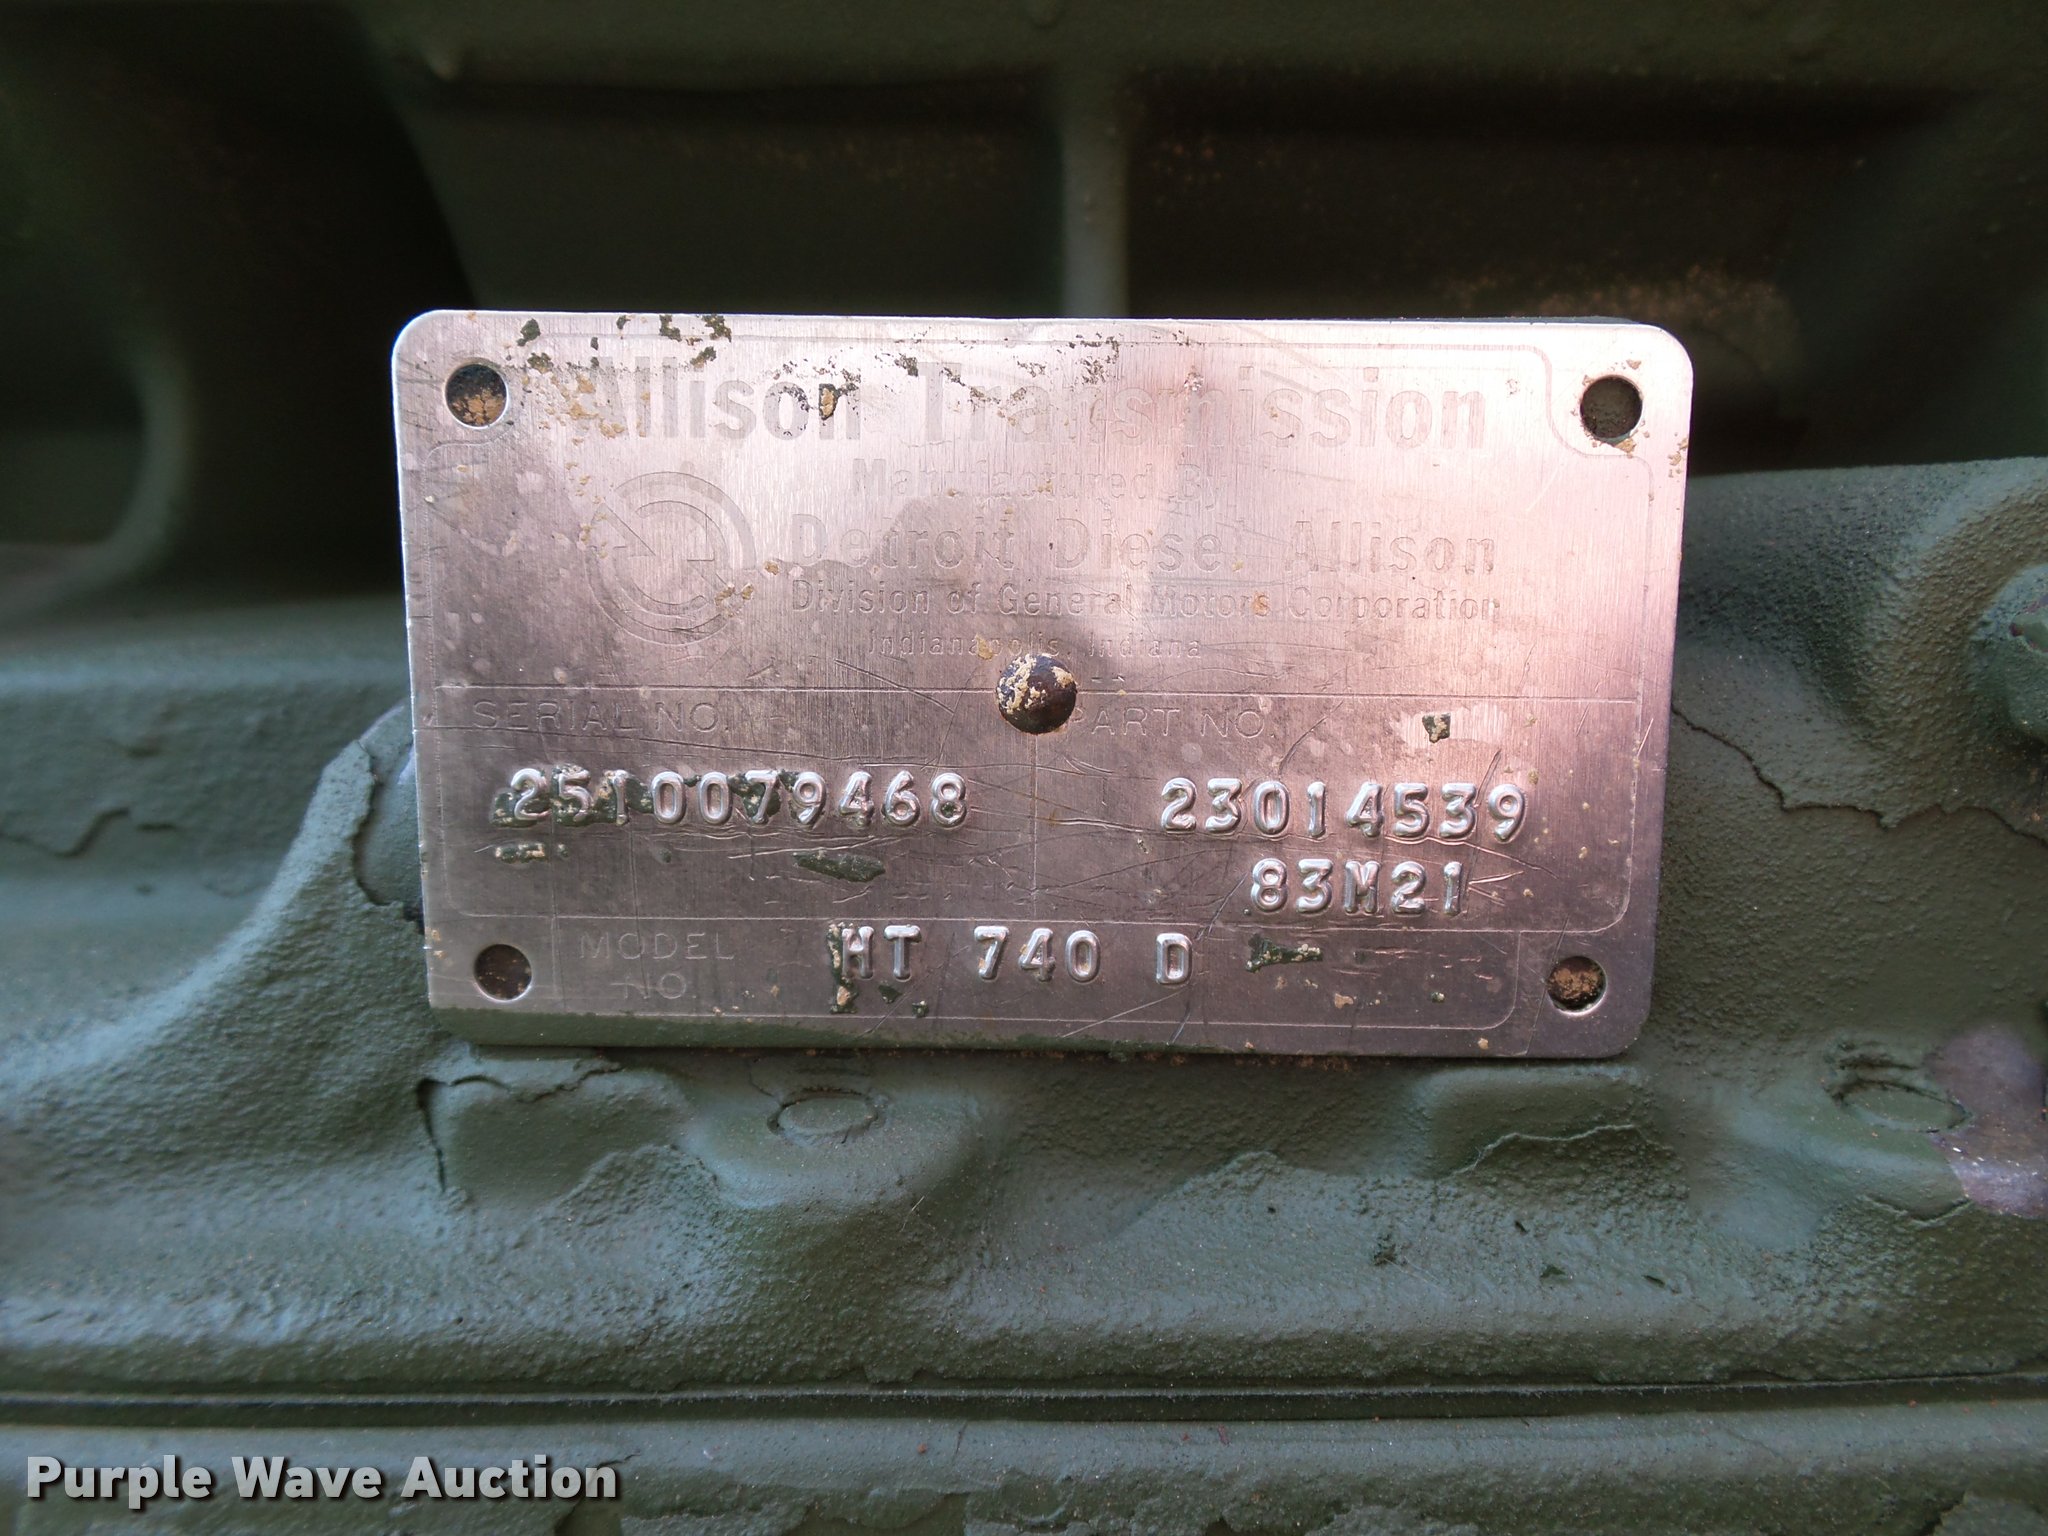 Allison Transmission
Manufactured By
Detroit Diesel Allison
Division of General Motors Corporation
Indianapolis, Indiana
SERIAL NO. PART NO.
2510079468 23014539
83M21
MODEL NO. HT 740 D
Purple Wave Auction